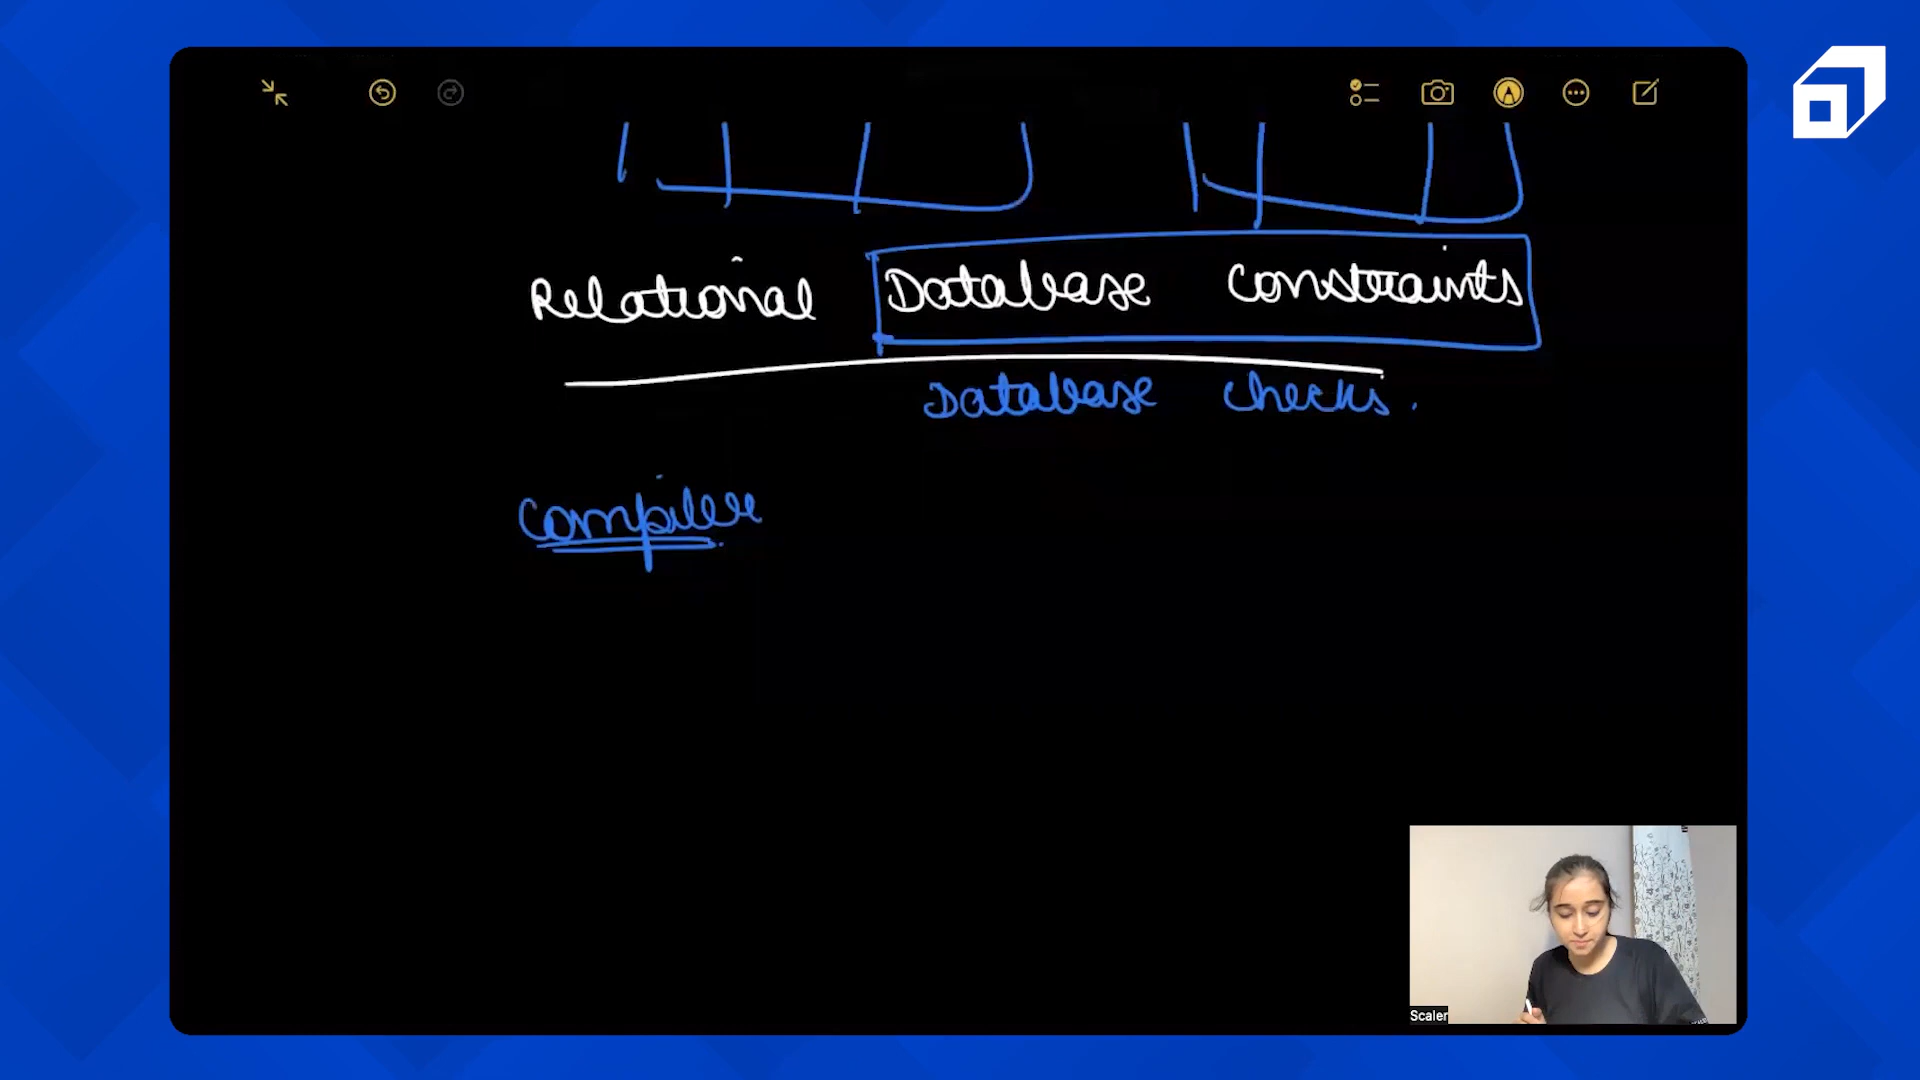 Relational Database Constraints
Database Checks.
Compiler
Scaler